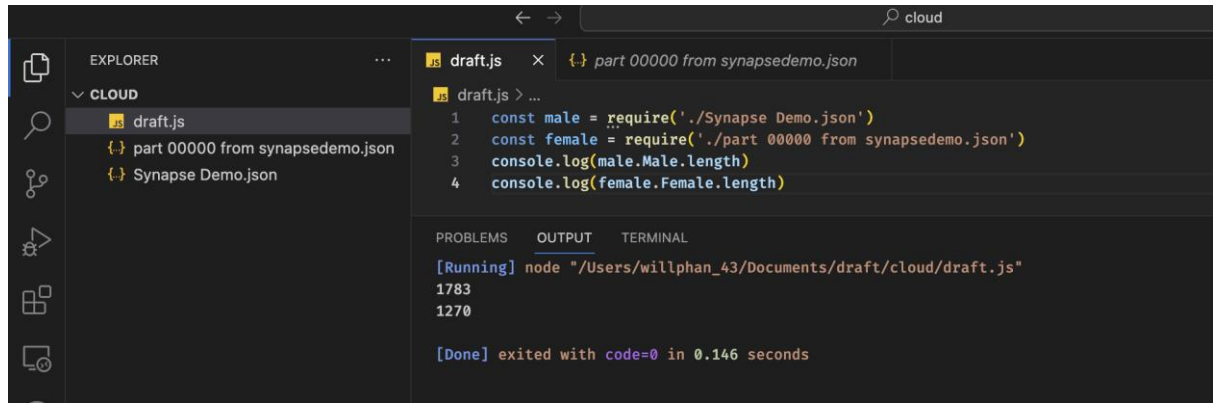 ← → cloud
EXPLORER ...
JS draft.js × {..} part 00000 from synapsedemo.json
CLOUD
JS draft.js > ...
JS draft.js
{..} part 00000 from synapsedemo.json
{..} Synapse Demo.json
1 const male = require('./Synapse Demo.json')
2 const female = require('./part 00000 from synapsedemo.json')
3 console.log(male.Male.length)
4 console.log(female.Female.length)
PROBLEMS OUTPUT TERMINAL
[Running] node "/Users/willphan_43/Documents/draft/cloud/draft.js"
1783
1270
[Done] exited with code=0 in 0.146 seconds